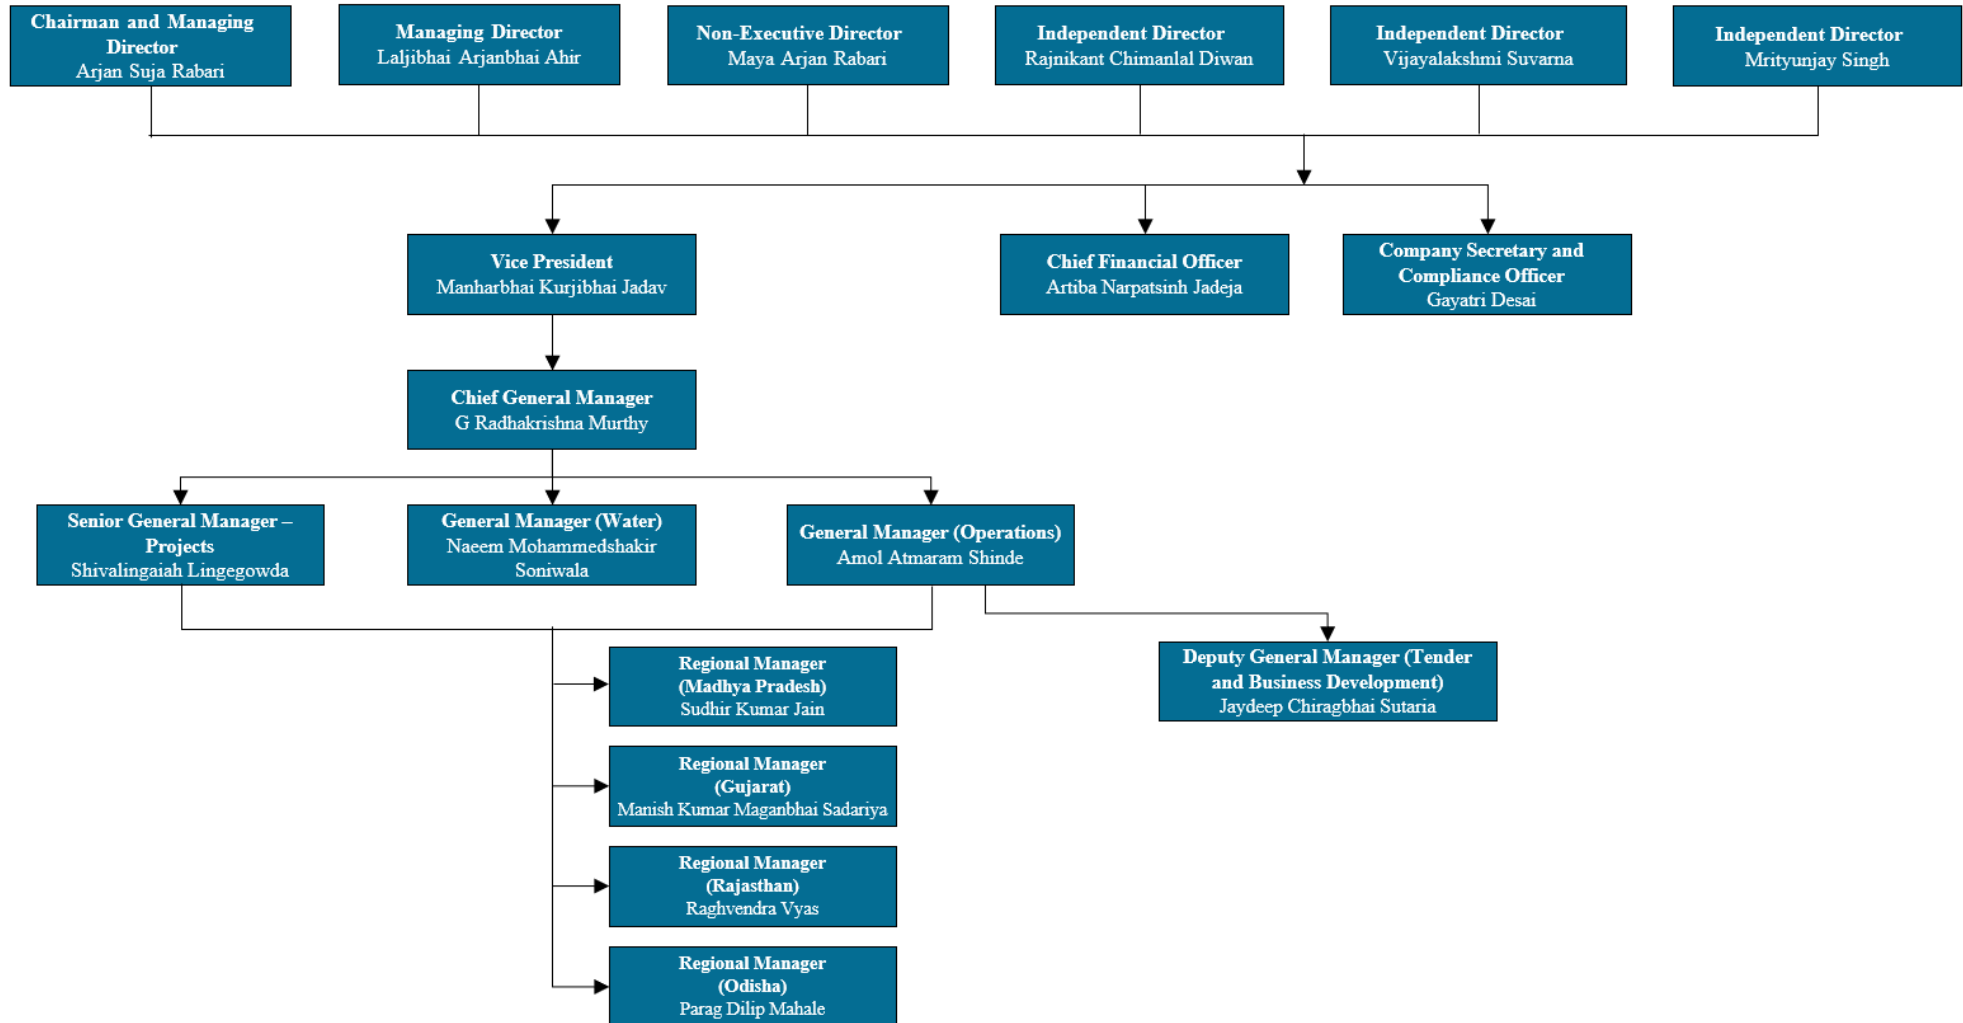 Chairman and Managing
Director
Arjan Suja Rabari
Managing Director
Laljibhai Arjanbhai Ahir
Non-Executive Director
Maya Arjan Rabari
Independent Director
Rajnikant Chimanlal Diwan
Independent Director
Vijayalakshmi Suvarna
Independent Director
Mrityunjay Singh
Vice President
Manharbhai Kurjibhai Jadav
Chief Financial Officer
Artiba Narpatsinh Jadeja
Company Secretary and
Compliance Officer
Gayatri Desai
Chief General Manager
G Radhakrishna Murthy
Senior General Manager –
Projects
Shivalingaiah Lingegowda
General Manager (Water)
Naeem Mohammedshakir
Soniwala
General Manager (Operations)
Amol Atmaram Shinde
Regional Manager
(Madhya Pradesh)
Sudhir Kumar Jain
Deputy General Manager (Tender
and Business Development)
Jaydeep Chiragbhai Sutaria
Regional Manager
(Gujarat)
Manish Kumar Maganbhai Sadariya
Regional Manager
(Rajasthan)
Raghvendra Vyas
Regional Manager
(Odisha)
Parag Dilip Mahale